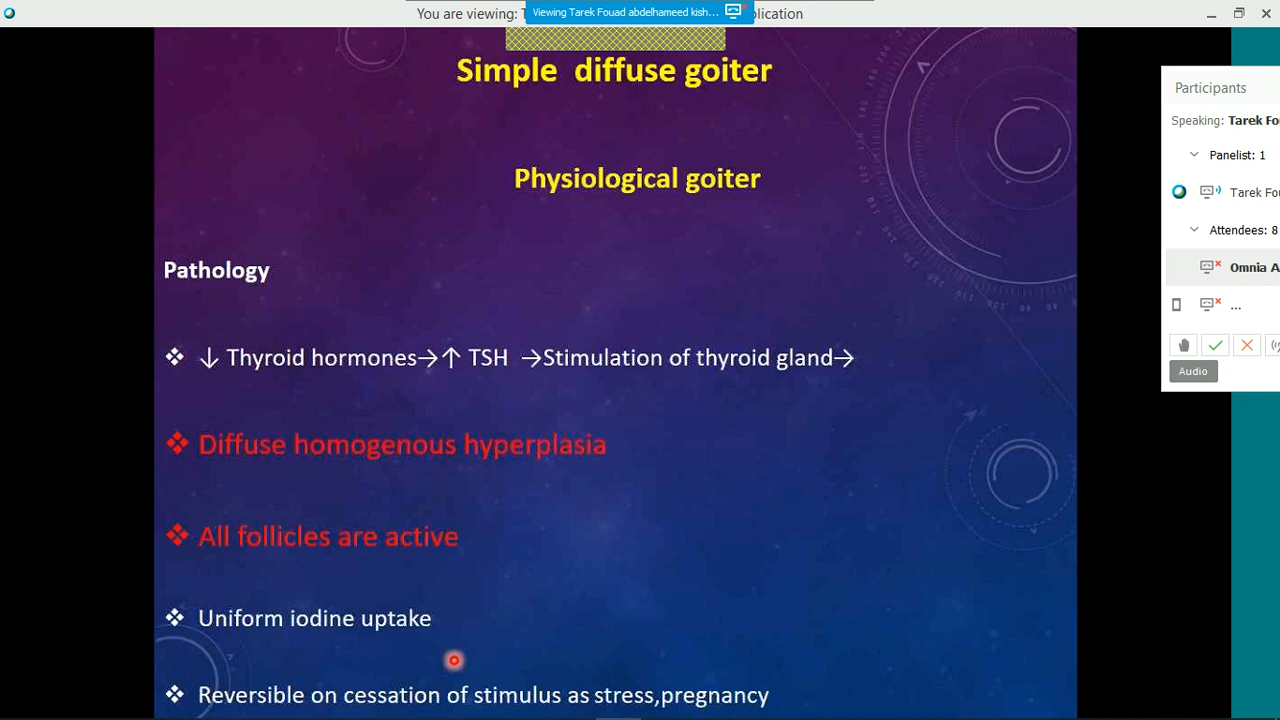 You are viewing: T
Viewing Tarek Fouad abdelhameed kish...
plication
Simple diffuse goiter
Physiological goiter
Pathology
❖ ↓ Thyroid hormones→↑ TSH →Stimulation of thyroid gland→
❖ Diffuse homogenous hyperplasia
❖ All follicles are active
❖ Uniform iodine uptake
❖ Reversible on cessation of stimulus as stress,pregnancy
Participants
Speaking: Tarek Fo
Panelist: 1
Tarek Fou
Attendees: 8
Omnia A
...
Audio